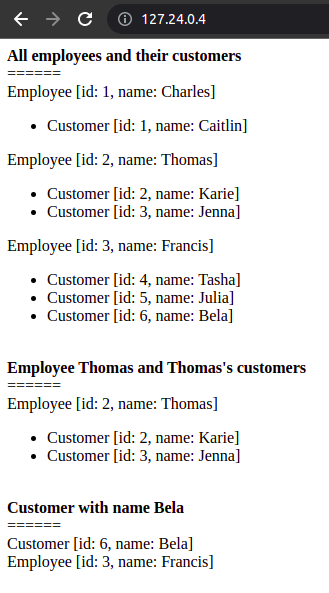 127.24.0.4
All employees and their customers
======
Employee [id: 1, name: Charles]
• Customer [id: 1, name: Caitlin]
Employee [id: 2, name: Thomas]
• Customer [id: 2, name: Karie]
• Customer [id: 3, name: Jenna]
Employee [id: 3, name: Francis]
• Customer [id: 4, name: Tasha]
• Customer [id: 5, name: Julia]
• Customer [id: 6, name: Bela]
Employee Thomas and Thomas's customers
======
Employee [id: 2, name: Thomas]
• Customer [id: 2, name: Karie]
• Customer [id: 3, name: Jenna]
Customer with name Bela
======
Customer [id: 6, name: Bela]
Employee [id: 3, name: Francis]